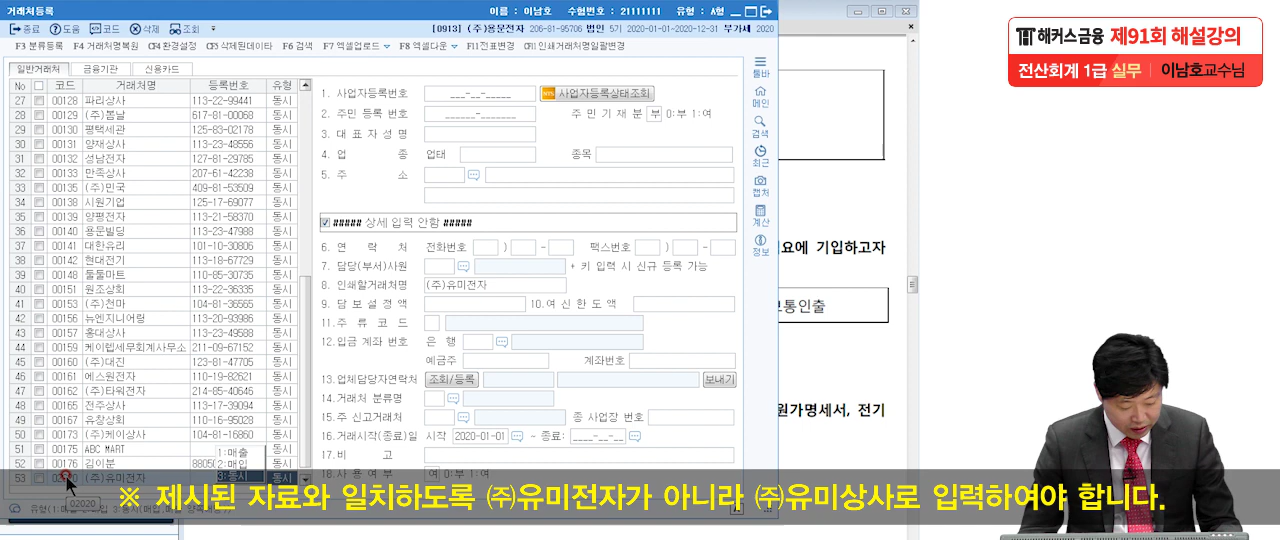 거래처등록
이름 : 이남호 수험번호 : 21111111 유형 : A형
종료 도움 코드 삭제 조회
[0913] (주)용문전자 206-81-95706 법인 5기 2020-01-01~2020-12-31 부가세 2020
F3 분류등록 F4 거래처명복원 CF4 환경설정 CF5 삭제된데이타 F6 검색 F7 엑셀업로드 F8 엑셀다운 F11전표변경 CF11인쇄거래처명일괄변경
일반거래처 금융기관 신용카드
No 코드 거래처명 등록번호 유형
27 00128 파리상사 113-22-99441 동시
28 00129 (주)봄날 617-81-00068 동시
29 00130 평택세관 125-83-02178 동시
30 00131 양재상사 113-23-48556 동시
31 00132 성남전자 127-81-29785 동시
32 00133 만족상사 207-61-42238 동시
33 00135 (주)민국 409-81-53509 동시
34 00138 시원기업 125-17-69077 동시
35 00139 양평전자 113-21-58370 동시
36 00140 용문빌딩 113-23-47988 동시
37 00141 대한유리 101-10-30806 동시
38 00142 현대전기 113-18-67729 동시
39 00148 둘둘마트 110-85-30735 동시
40 00151 원조상회 113-22-36335 동시
41 00153 (주)천마 104-81-36565 동시
42 00156 뉴엔지니어링 113-20-93986 동시
43 00157 홍대상사 113-23-49588 동시
44 00159 케이렙세무회계사무소 211-09-67152 동시
45 00160 (주)대진 123-81-47705 동시
46 00161 에스원전자 110-19-82621 동시
47 00162 (주)타워전자 214-85-40646 동시
48 00165 전주상사 113-17-39094 동시
49 00167 유창상회 110-16-95028 동시
50 00173 (주)케이상사 104-81-16860 동시
51 00175 ABC MART 동시
52 00176 김이분 88050 동시
53 (주)유미전자 동시
1:매출
2:매입
3:동시
02020
1. 사업자등록번호 ___-__-_____ 사업자등록상태조회
2. 주민 등록 번호 ______-_______ 주 민 기 재 분 부 0:부 1:여
3. 대 표 자 성 명
4. 업 종 업태 종목
5. 주 소
##### 상세 입력 안함 #####
6. 연 락 처 전화번호 ) - 팩스번호 ) -
7. 담당(부서)사원 + 키 입력 시 신규 등록 가능
8. 인쇄할거래처명 (주)유미전자
9. 담 보 설 정 액 10.여 신 한 도 액
11.주 류 코 드
12.입금 계좌 번호 은 행
예금주 계좌번호
13.업체담당자연락처 조회/등록 보내기
14.거래처 분류명
15.주 신고거래처 종 사업장 번호
16.거래시작(종료)일 시작 2020-01-01 ~ 종료: ____-__-__
17.비 고
18.사 용 여 부 여 0:부 1:여
툴바
메인
검색
최근
캡처
계산
정보
요에 기입하고자
보통인출
원가명세서, 전기
해커스금융 제91회 해설강의
전산회계 1급 실무 | 이남호교수님
※ 제시된 자료와 일치하도록 ㈜유미전자가 아니라 ㈜유미상사로 입력하여야 합니다.